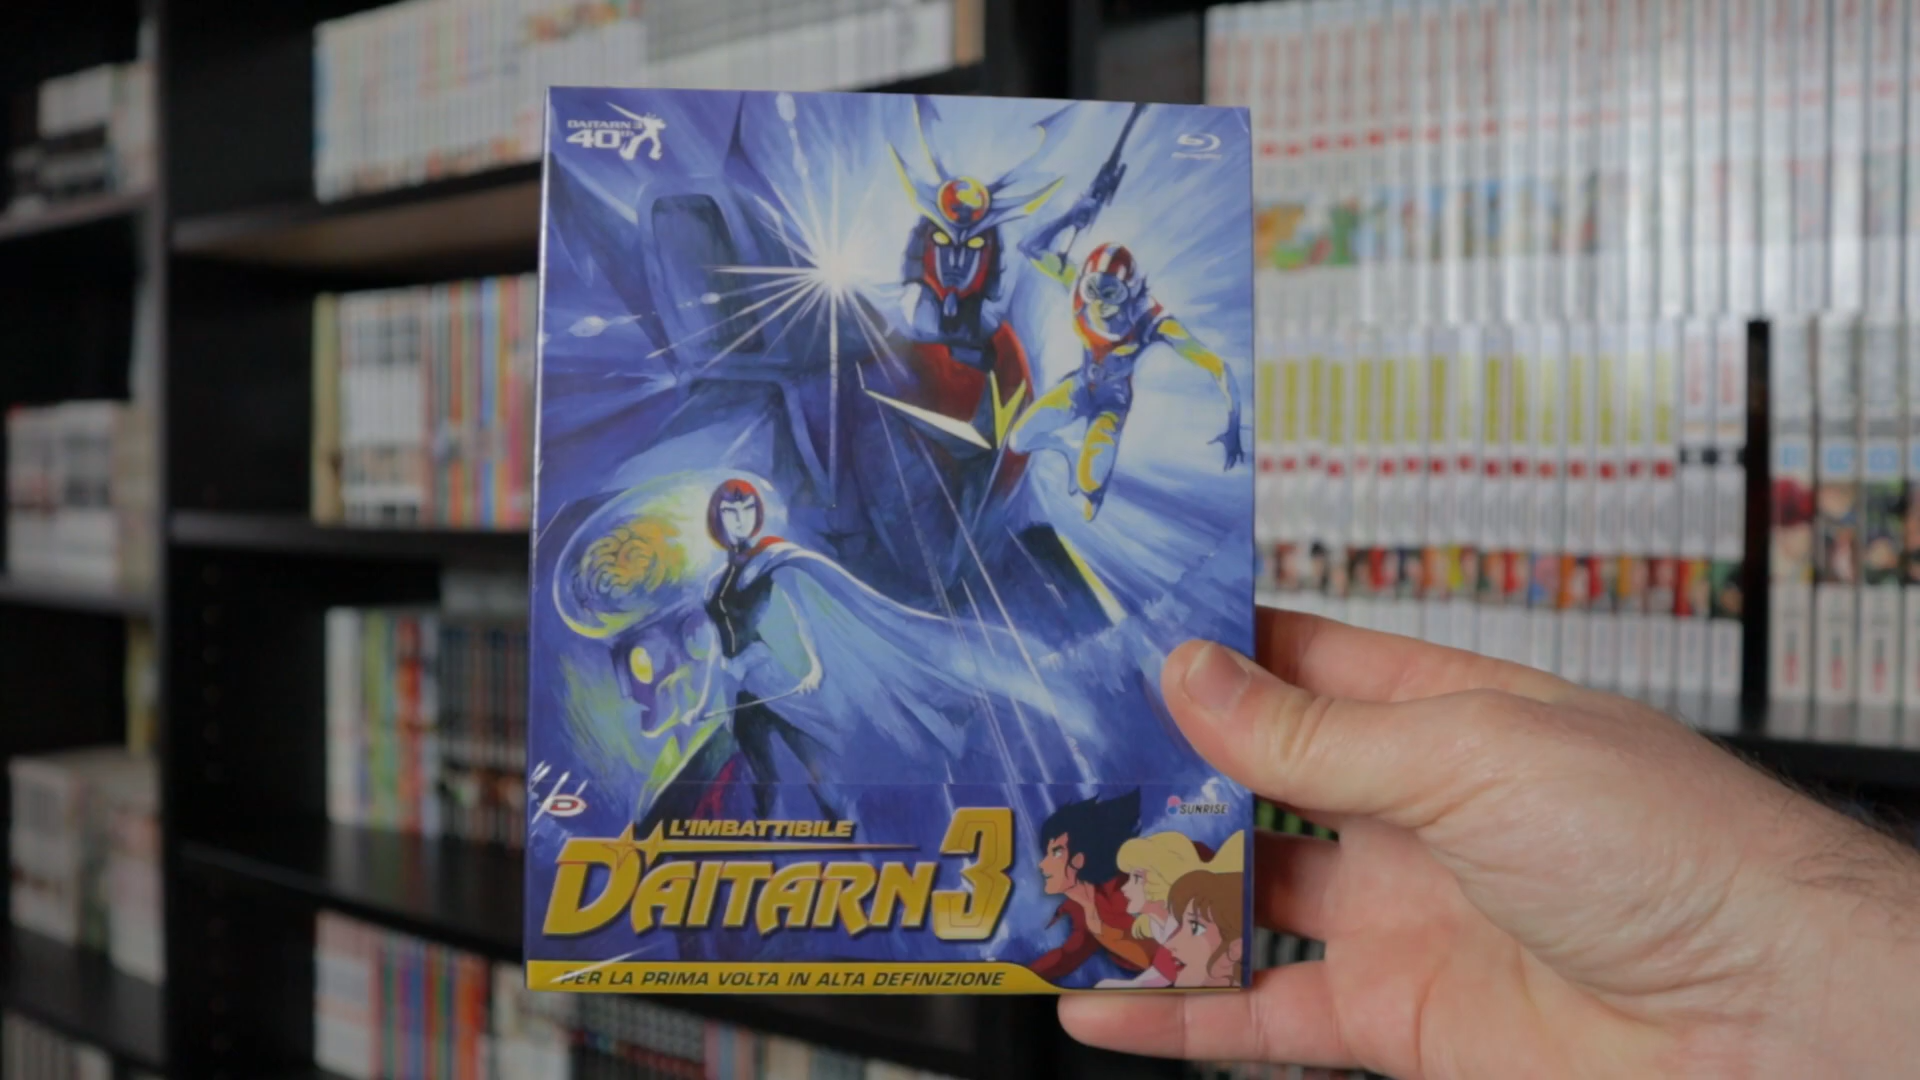 DAITARN 3
40th
SUNRISE
L'IMBATTIBILE
DAITARN 3
PER LA PRIMA VOLTA IN ALTA DEFINIZIONE